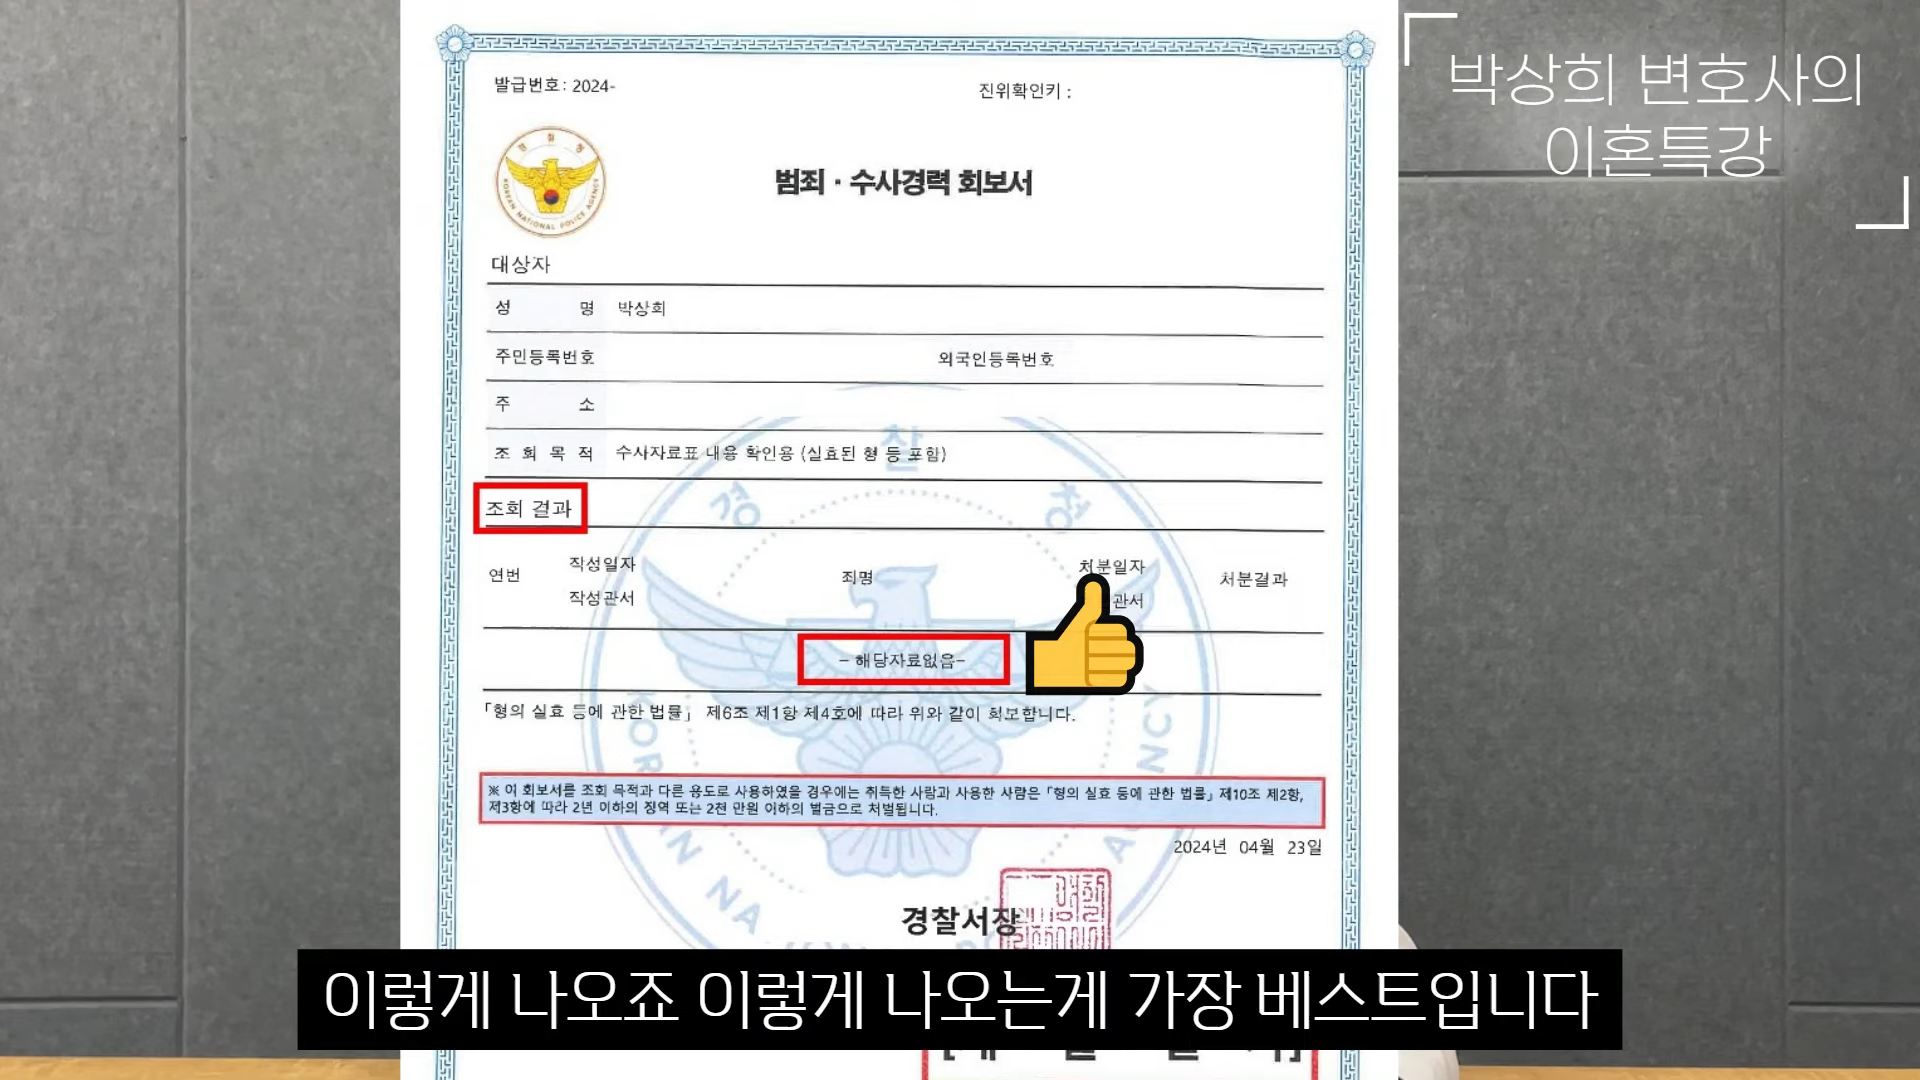 박상희 변호사의
이혼특강
발급번호: 2024-
진위확인키 :
경찰청
KOREAN NATIONAL POLICE AGENCY
범죄 · 수사경력 회보서
대상자
성 명 박상희
주민등록번호 외국인등록번호
주 소
조 회 목 적 수사자료표 내용 확인용 (실효된 형 등 포함)
조회 결과
연번 작성일자 죄명 처분일자 처분결과
작성관서 관서
- 해당자료없음-
「형의 실효 등에 관한 법률」 제6조 제1항 제4호에 따라 위와 같이 회보합니다.
※ 이 회보서를 조회 목적과 다른 용도로 사용하였을 경우에는 취득한 사람과 사용한 사람은 「형의 실효 등에 관한 법률」 제10조 제2항,
제3항에 따라 2년 이하의 징역 또는 2천 만원 이하의 벌금으로 처벌됩니다.
2024년 04월 23일
경찰서장
이렇게 나오죠 이렇게 나오는게 가장 베스트입니다